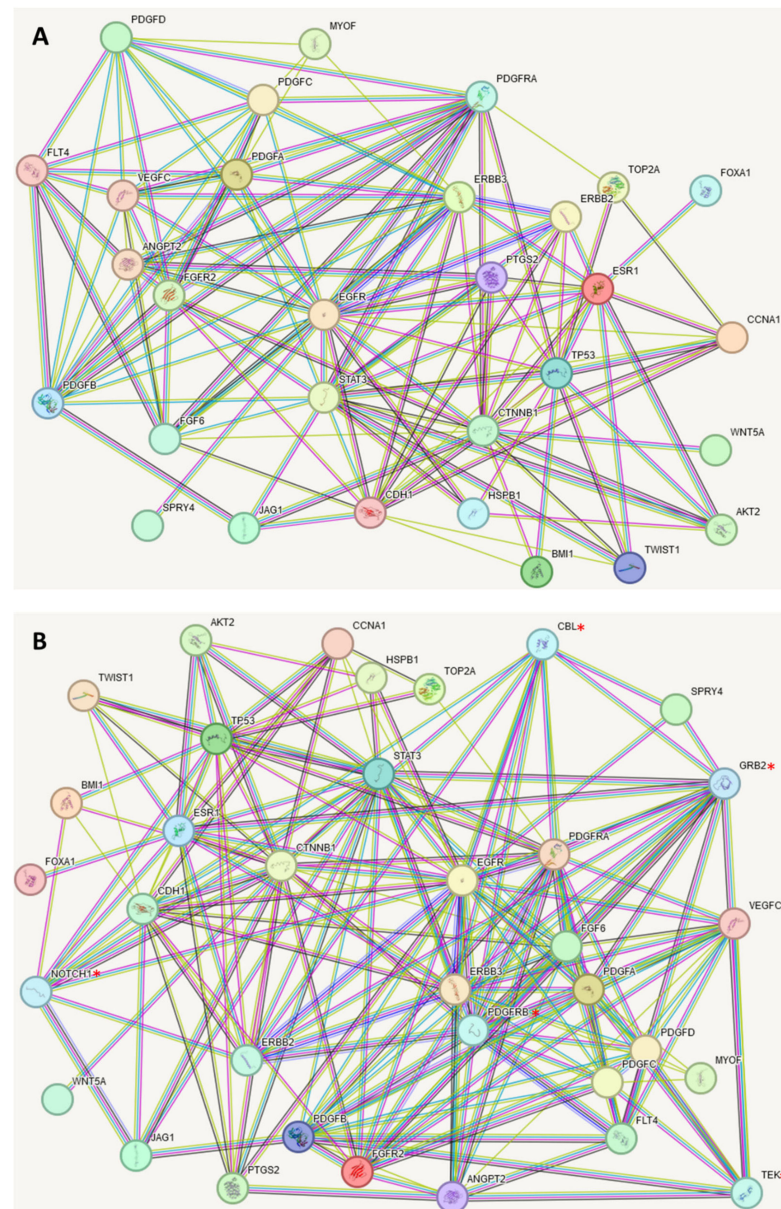 A
PDGFD
MYOF
PDGFC
PDGFRA
FLT4
VEGFC
PDGFA
ERBB3
TOP2A
FOXA1
ERBB2
ANGPT2
FGFR2
PTGS2
ESR1
EGFR
CCNA1
TP53
PDGFB
STAT3
CTNNB1
FGF6
WNT5A
SPRY4
JAG1
CDH1
HSPB1
AKT2
BMI1
TWIST1
B
AKT2
CCNA1
CBL*
HSPB1
TWIST1
TOP2A
SPRY4
TP53
STAT3
GRB2*
BMI1
ESR1
CTNNB1
PDGFRA
FOXA1
EGFR
CDH1
VEGFC
FGF6
NOTCH1*
ERBB3
PDGFA
PDGFRB*
ERBB2
PDGFD
PDGFC
MYOF
WNT5A
PDGFB
FLT4
JAG1
PTGS2
FGFR2
ANGPT2
TEK*